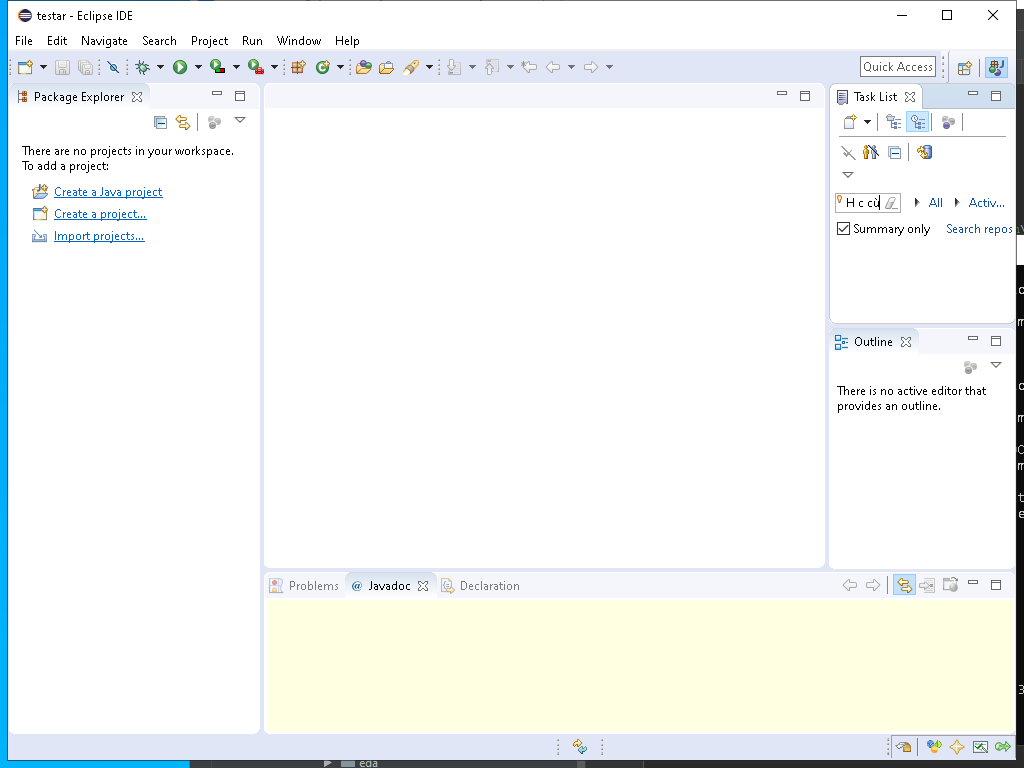 testar - Eclipse IDE
File Edit Navigate Search Project Run Window Help
Quick Access
Package Explorer
There are no projects in your workspace.
To add a project:
Create a Java project
Create a project...
Import projects...
Task List
H c cù
All
Activ...
Summary only
Search repos
Outline
There is no active editor that
provides an outline.
Problems
@ Javadoc
Declaration
eda